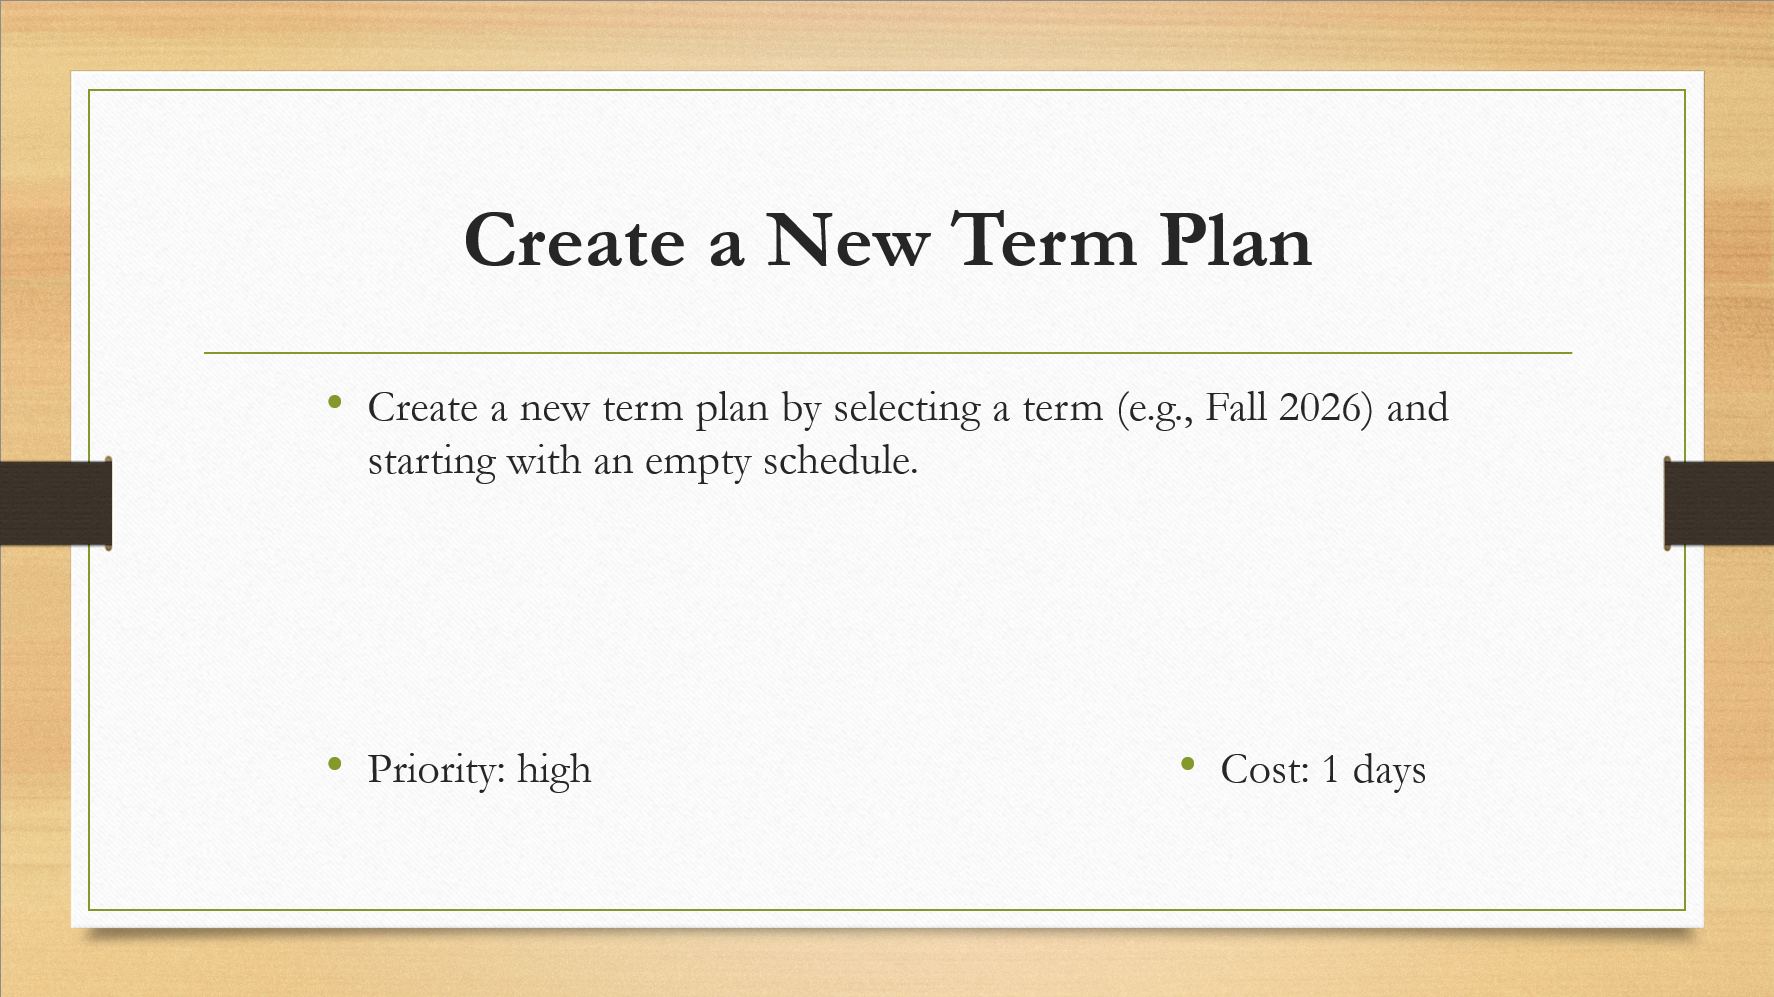 Create a New Term Plan
• Create a new term plan by selecting a term (e.g., Fall 2026) and
starting with an empty schedule.
• Priority: high
• Cost: 1 days